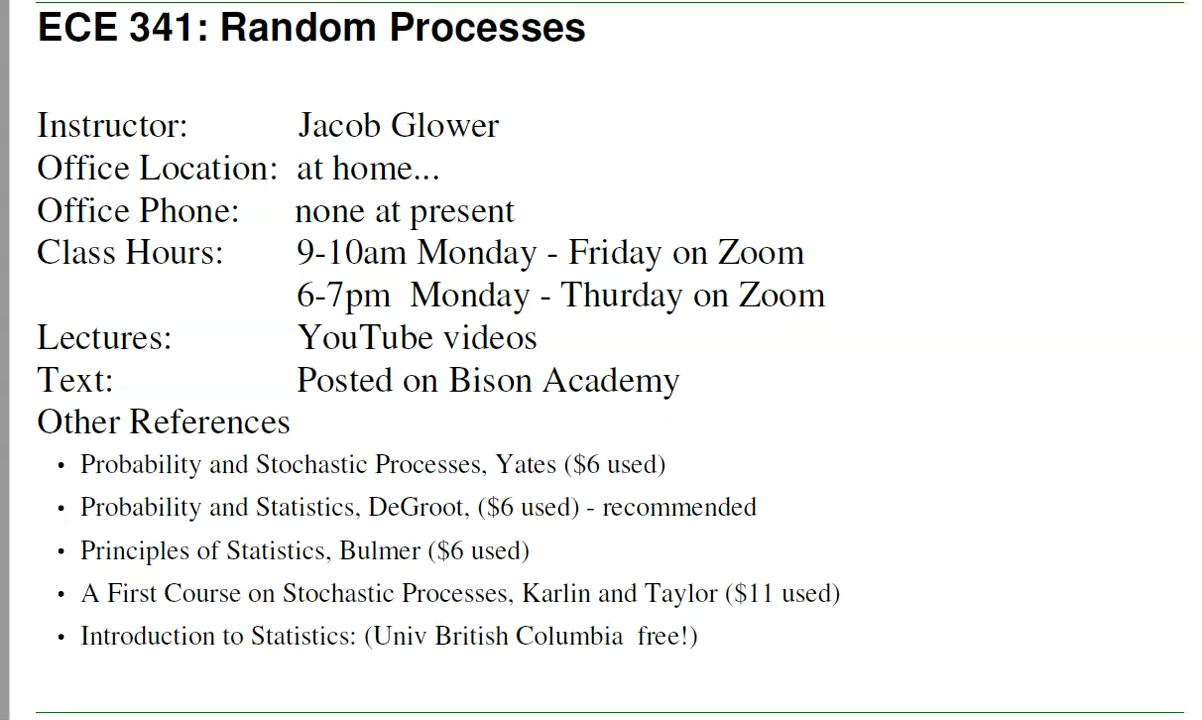 ECE 341: Random Processes
Instructor: Jacob Glower
Office Location: at home...
Office Phone: none at present
Class Hours: 9-10am Monday - Friday on Zoom
6-7pm Monday - Thurday on Zoom
Lectures: YouTube videos
Text: Posted on Bison Academy
Other References
• Probability and Stochastic Processes, Yates ($6 used)
• Probability and Statistics, DeGroot, ($6 used) - recommended
• Principles of Statistics, Bulmer ($6 used)
• A First Course on Stochastic Processes, Karlin and Taylor ($11 used)
• Introduction to Statistics: (Univ British Columbia free!)